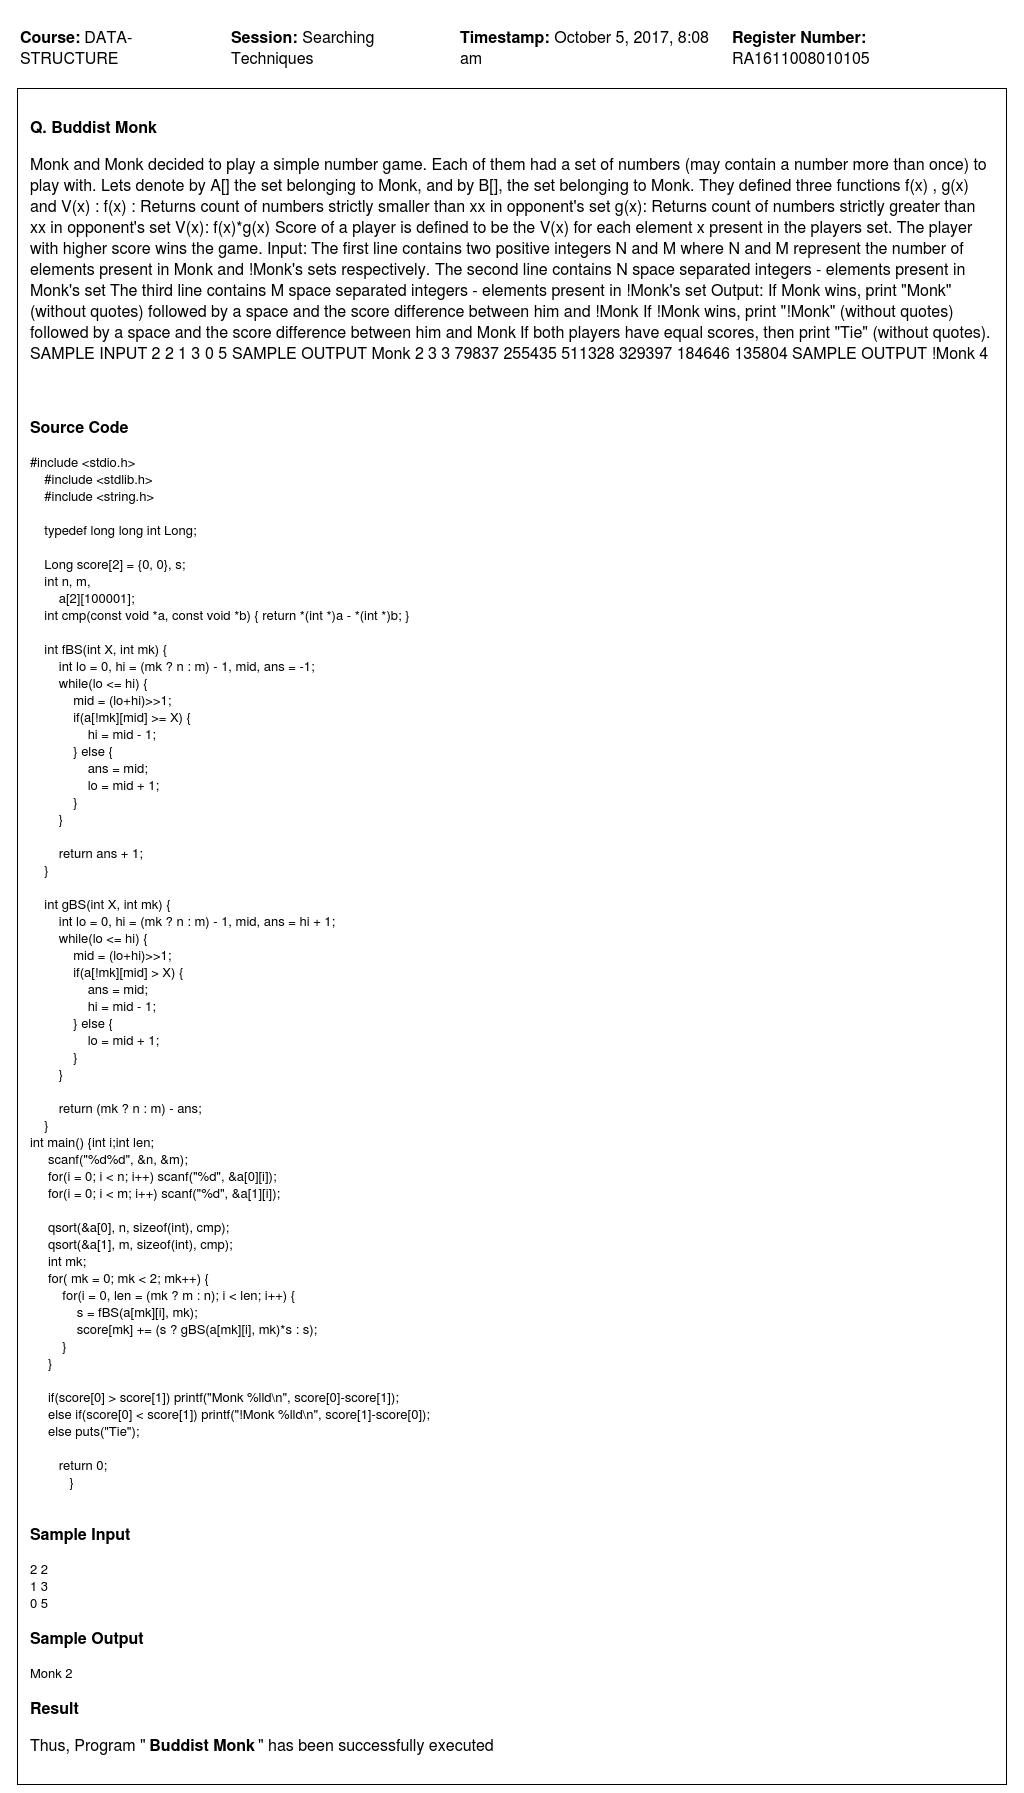 Course: DATA-STRUCTURE
Session: Searching Techniques
Timestamp: October 5, 2017, 8:08 am
Register Number: RA1611008010105
Q. Buddist Monk
Monk and Monk decided to play a simple number game. Each of them had a set of numbers (may contain a number more than once) to
play with. Lets denote by A[] the set belonging to Monk, and by B[], the set belonging to Monk. They defined three functions f(x) , g(x)
and V(x) : f(x) : Returns count of numbers strictly smaller than xx in opponent's set g(x): Returns count of numbers strictly greater than
xx in opponent's set V(x): f(x)*g(x) Score of a player is defined to be the V(x) for each element x present in the players set. The player
with higher score wins the game. Input: The first line contains two positive integers N and M where N and M represent the number of
elements present in Monk and !Monk's sets respectively. The second line contains N space separated integers - elements present in
Monk's set The third line contains M space separated integers - elements present in !Monk's set Output: If Monk wins, print "Monk"
(without quotes) followed by a space and the score difference between him and !Monk If !Monk wins, print "!Monk" (without quotes)
followed by a space and the score difference between him and Monk If both players have equal scores, then print "Tie" (without quotes).
SAMPLE INPUT 2 2 1 3 0 5 SAMPLE OUTPUT Monk 2 3 3 79837 255435 511328 329397 184646 135804 SAMPLE OUTPUT !Monk 4
Source Code
#include <stdio.h>
#include <stdlib.h>
#include <string.h>
typedef long long int Long;
Long score[2] = {0, 0}, s;
int n, m,
a[2][100001];
int cmp(const void *a, const void *b) { return *(int *)a - *(int *)b; }
int fBS(int X, int mk) {
int lo = 0, hi = (mk ? n : m) - 1, mid, ans = -1;
while(lo <= hi) {
mid = (lo+hi)>>1;
if(a[!mk][mid] >= X) {
hi = mid - 1;
} else {
ans = mid;
lo = mid + 1;
}
}
return ans + 1;
}
int gBS(int X, int mk) {
int lo = 0, hi = (mk ? n : m) - 1, mid, ans = hi + 1;
while(lo <= hi) {
mid = (lo+hi)>>1;
if(a[!mk][mid] > X) {
ans = mid;
hi = mid - 1;
} else {
lo = mid + 1;
}
}
return (mk ? n : m) - ans;
}
int main() {int i;int len;
scanf("%d%d", &n, &m);
for(i = 0; i < n; i++) scanf("%d", &a[0][i]);
for(i = 0; i < m; i++) scanf("%d", &a[1][i]);
qsort(&a[0], n, sizeof(int), cmp);
qsort(&a[1], m, sizeof(int), cmp);
int mk;
for( mk = 0; mk < 2; mk++) {
for(i = 0, len = (mk ? m : n); i < len; i++) {
s = fBS(a[mk][i], mk);
score[mk] += (s ? gBS(a[mk][i], mk)*s : s);
}
}
if(score[0] > score[1]) printf("Monk %lld\n", score[0]-score[1]);
else if(score[0] < score[1]) printf("!Monk %lld\n", score[1]-score[0]);
else puts("Tie");
return 0;
}
Sample Input
2 2
1 3
0 5
Sample Output
Monk 2
Result
Thus, Program " Buddist Monk " has been successfully executed